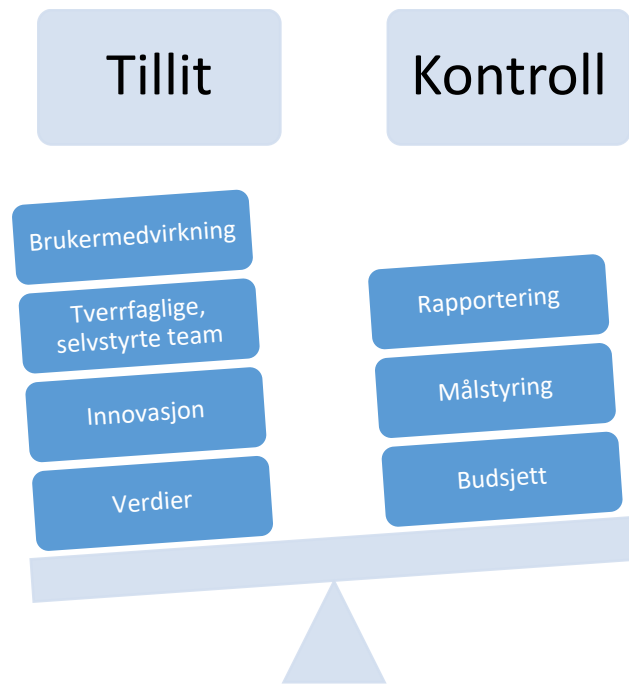 Tillit
Kontroll
Brukermedvirkning
Tverrfaglige,
selvstyrte team
Innovasjon
Verdier
Rapportering
Målstyring
Budsjett